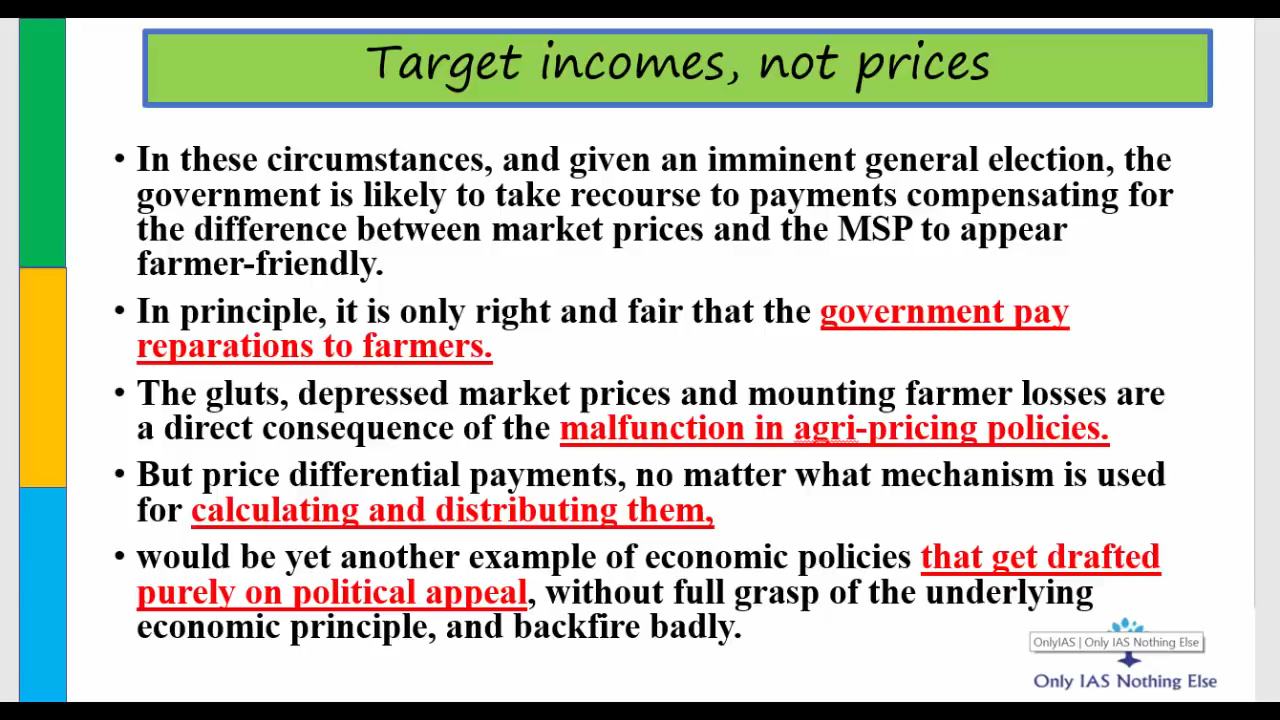 Target incomes, not prices
• In these circumstances, and given an imminent general election, the
government is likely to take recourse to payments compensating for
the difference between market prices and the MSP to appear
farmer-friendly.
• In principle, it is only right and fair that the government pay
reparations to farmers.
• The gluts, depressed market prices and mounting farmer losses are
a direct consequence of the malfunction in agri-pricing policies.
• But price differential payments, no matter what mechanism is used
for calculating and distributing them,
• would be yet another example of economic policies that get drafted
purely on political appeal, without full grasp of the underlying
economic principle, and backfire badly.
OnlyIAS | Only IAS Nothing Else
Only IAS Nothing Else